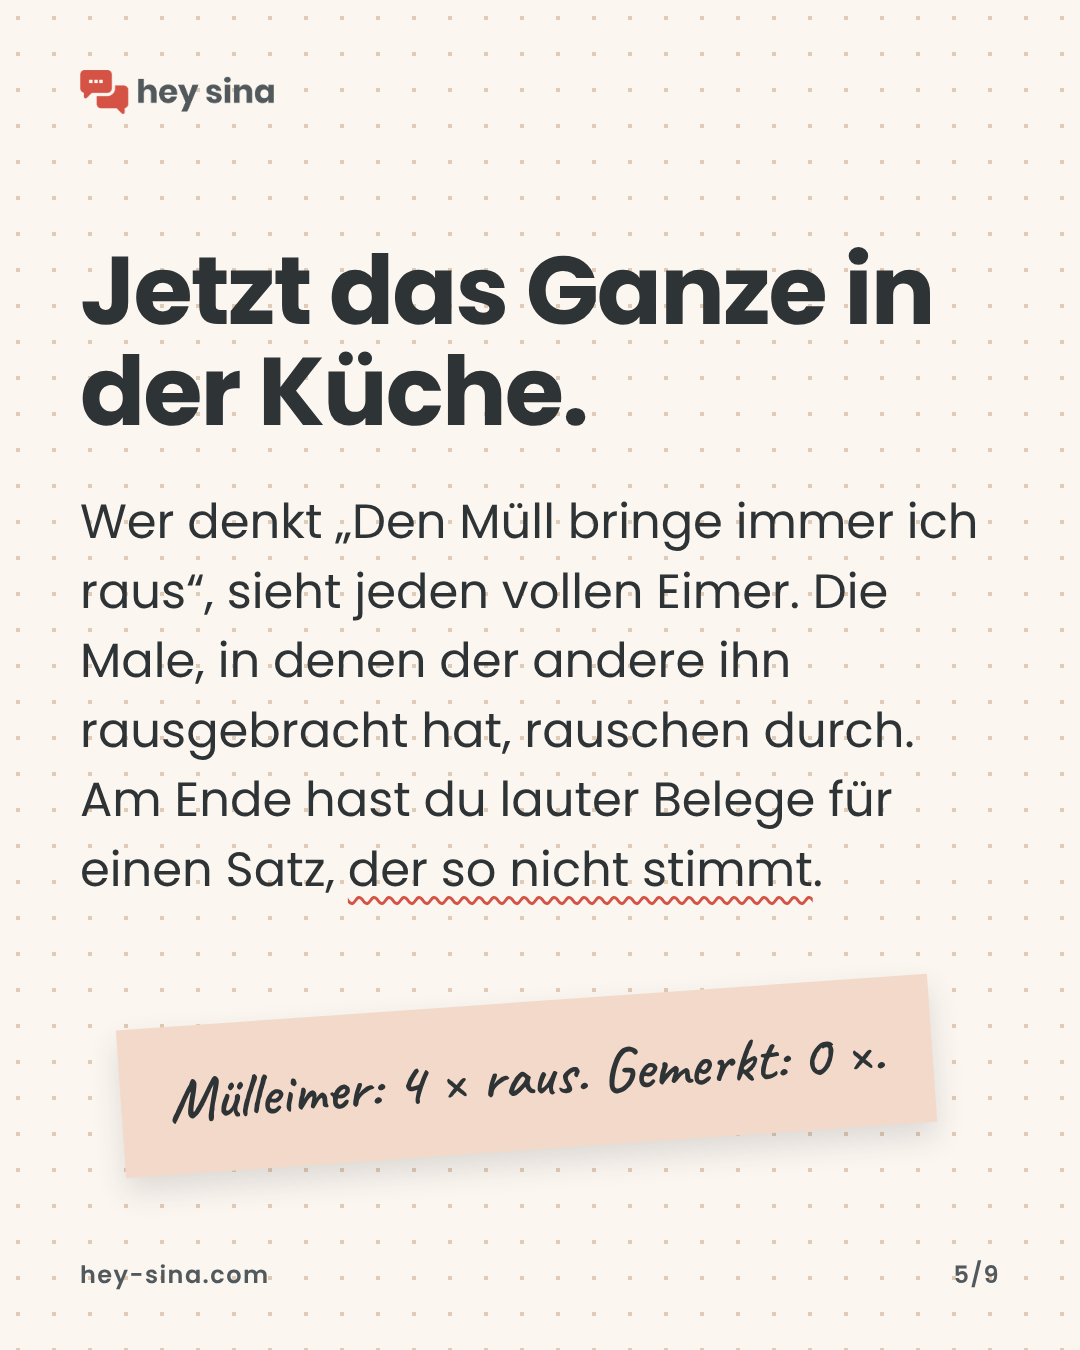 hey sina
Jetzt das Ganze in
der Küche.
Wer denkt „Den Müll bringe immer ich
raus“, sieht jeden vollen Eimer. Die
Male, in denen der andere ihn
rausgebracht hat, rauschen durch.
Am Ende hast du lauter Belege für
einen Satz, der so nicht stimmt.
Mülleimer: 4 × raus. Gemerkt: 0 ×.
hey-sina.com
5/9